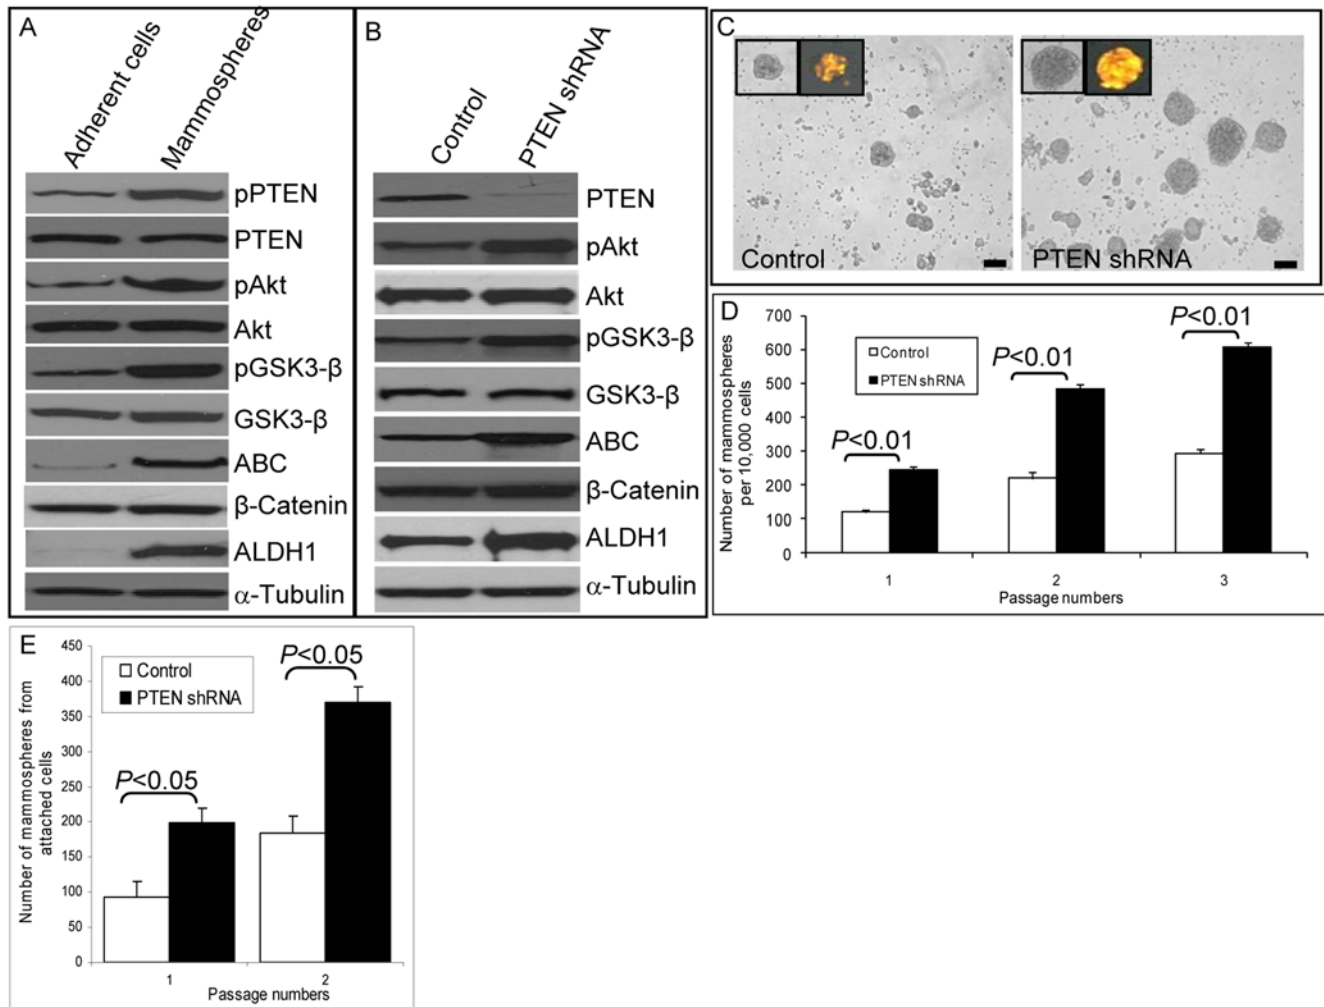 A
Adherent cells
Mammospheres
pPTEN
PTEN
pAkt
Akt
pGSK3-β
GSK3-β
ABC
β-Catenin
ALDH1
α-Tubulin
B
Control
PTEN shRNA
PTEN
pAkt
Akt
pGSK3-β
GSK3-β
ABC
β-Catenin
ALDH1
α-Tubulin
C
Control
PTEN shRNA
D
Number of mammospheres
per 10,000 cells
700
600
500
400
300
200
100
0
Control
PTEN shRNA
P<0.01
P<0.01
P<0.01
1 2 3
Passage numbers
E
Number of mammospheres from
attached cells
450
400
350
300
250
200
150
100
50
0
Control
PTEN shRNA
P<0.05
P<0.05
1 2
Passage numbers